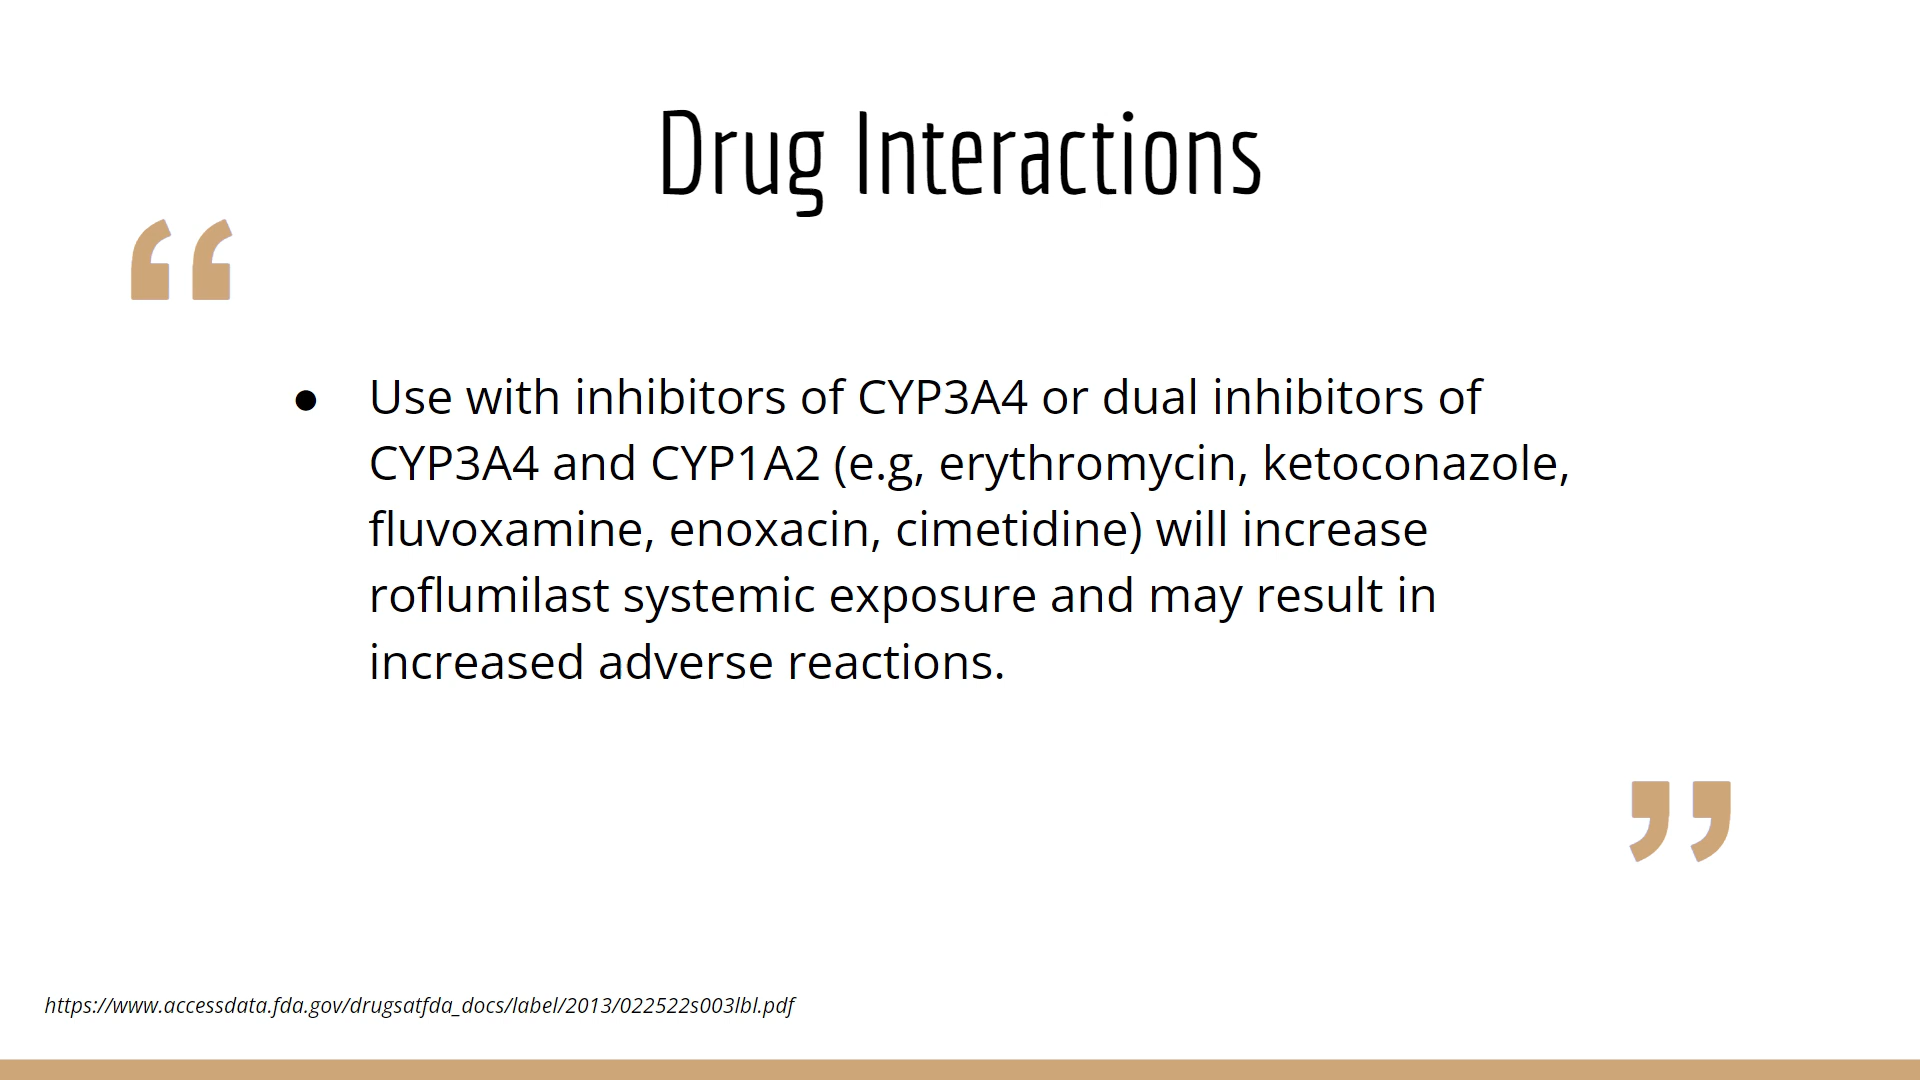 Drug Interactions
“
● Use with inhibitors of CYP3A4 or dual inhibitors of
CYP3A4 and CYP1A2 (e.g, erythromycin, ketoconazole,
fluvoxamine, enoxacin, cimetidine) will increase
roflumilast systemic exposure and may result in
increased adverse reactions.
”
https://www.accessdata.fda.gov/drugsatfda_docs/label/2013/022522s003lbl.pdf